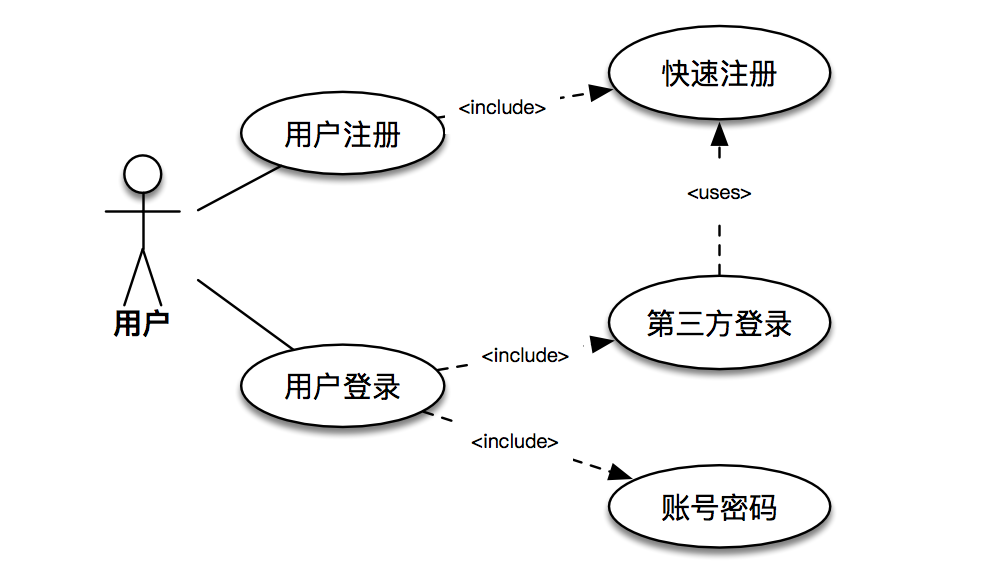 快速注册
<include>
用户注册
<uses>
用户
第三方登录
<include>
用户登录
<include>
账号密码